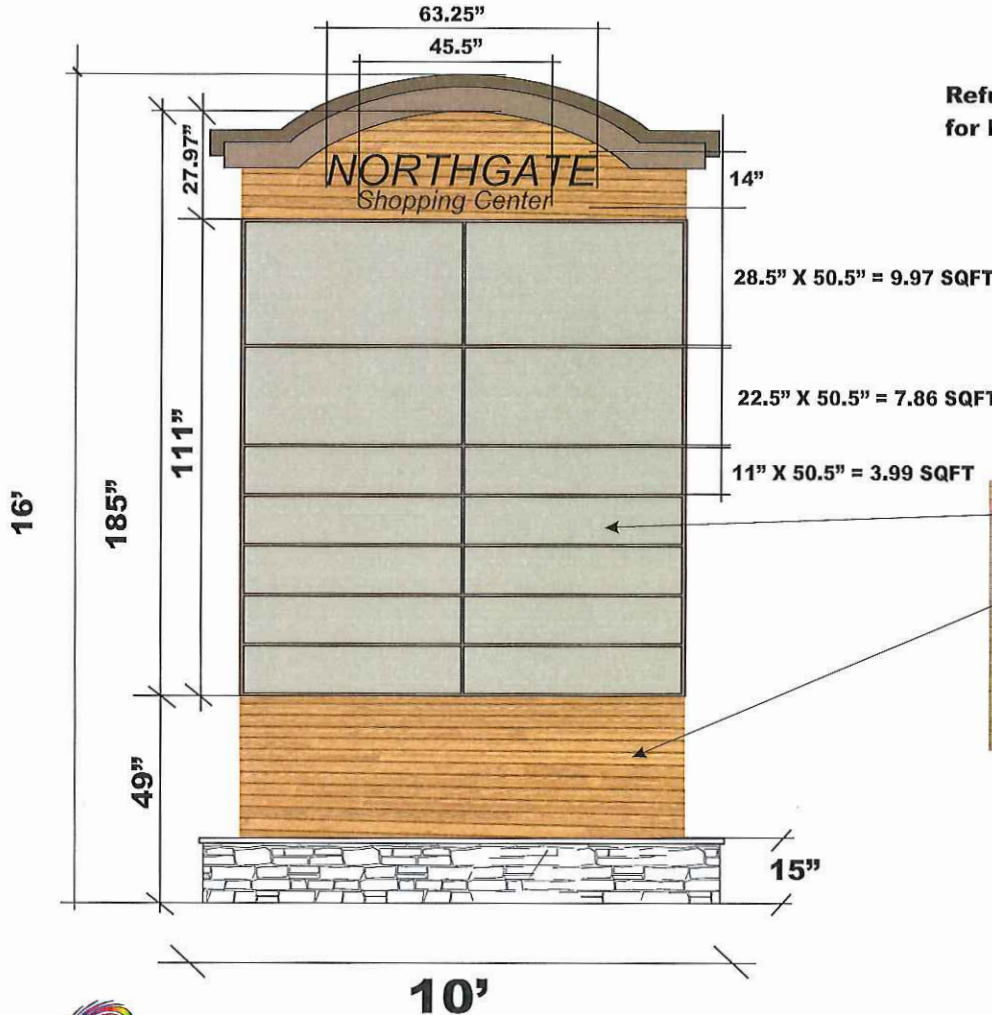 63.25”
45.5”
Refu
for
27.97”
NORTHGATE
Shopping Center
14”
28.5” X 50.5” = 9.97 SQFT
22.5” X 50.5” = 7.86 SQFT
11” X 50.5” = 3.99 SQFT
111”
185”
16’
49”
15”
10’